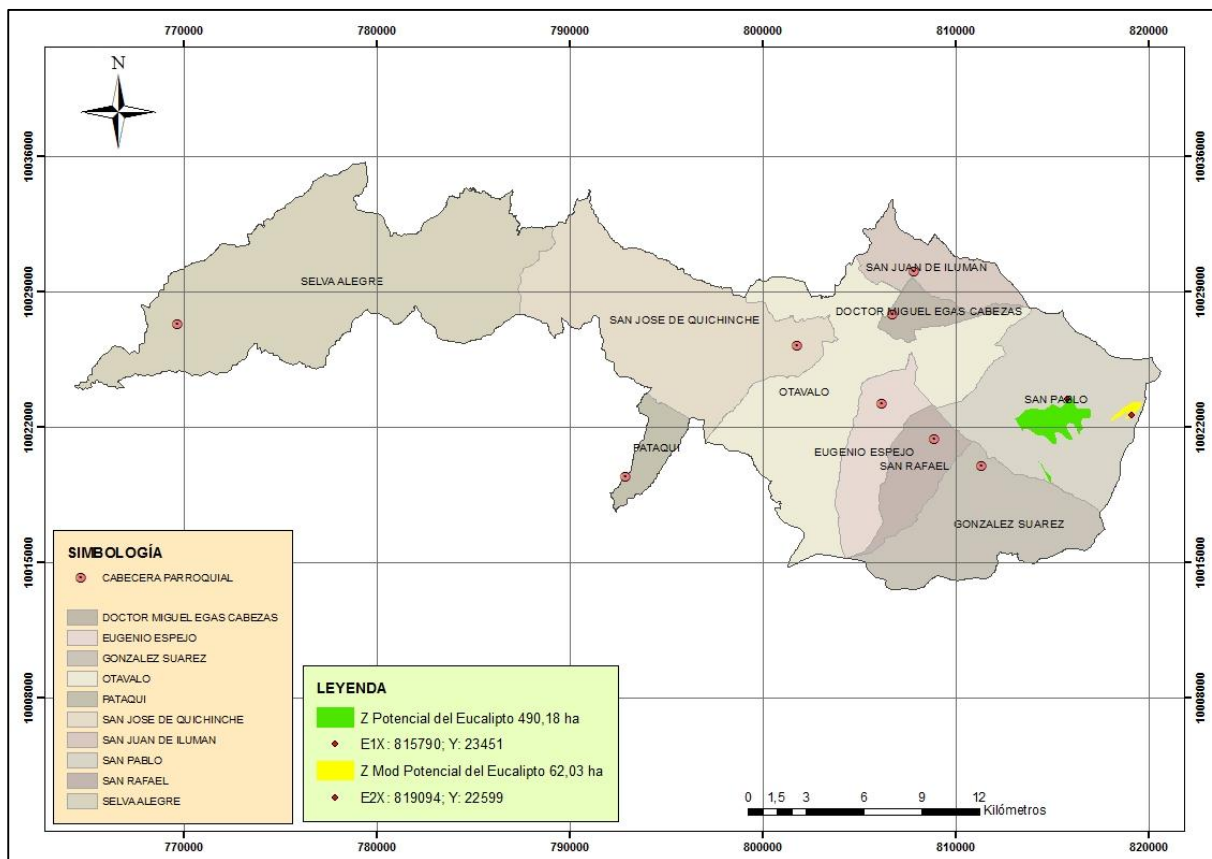 770000 780000 790000 800000 810000 820000
N
10036000 10036000
SAN JUAN DE ILUMAN
10029000 10029000
SELVA ALEGRE
DOCTOR MIGUEL EGAS CABEZAS
SAN JOSE DE QUICHINCHE
OTAVALO
SAN PABLO
10022000 10022000
PATAQUI
EUGENIO ESPEJO
SAN RAFAEL
GONZALEZ SUAREZ
10015000 10015000
SIMBOLOGÍA
CABECERA PARROQUIAL
DOCTOR MIGUEL EGAS CABEZAS
EUGENIO ESPEJO
GONZALEZ SUAREZ
OTAVALO
PATAQUI
SAN JOSE DE QUICHINCHE
SAN JUAN DE ILUMAN
SAN PABLO
SAN RAFAEL
SELVA ALEGRE
LEYENDA
Z Potencial del Eucalipto 490,18 ha
E1X: 815790; Y: 23451
Z Mod Potencial del Eucalipto 62,03 ha
E2X: 819094; Y: 22599
10008000 10008000
0 1,5 3 6 9 12
Kilómetros
770000 780000 790000 800000 810000 820000